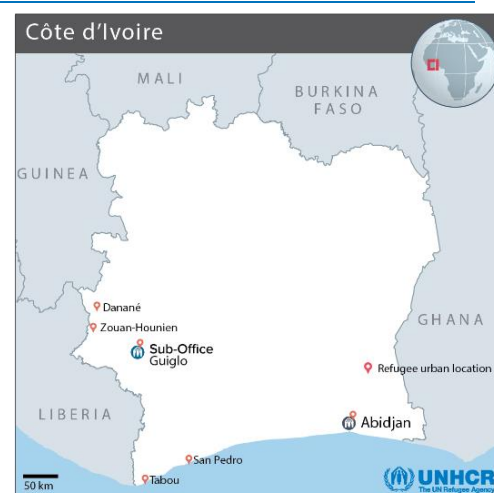 Côte d'Ivoire
MALI
BURKINA
FASO
GUINEA
Danané
Zouan-Hounien
GHANA
Sub-Office
Guiglo
Refugee urban location
LIBERIA
Abidjan
San Pedro
Tabou
50 km
UNHCR
The UN Refugee Agency